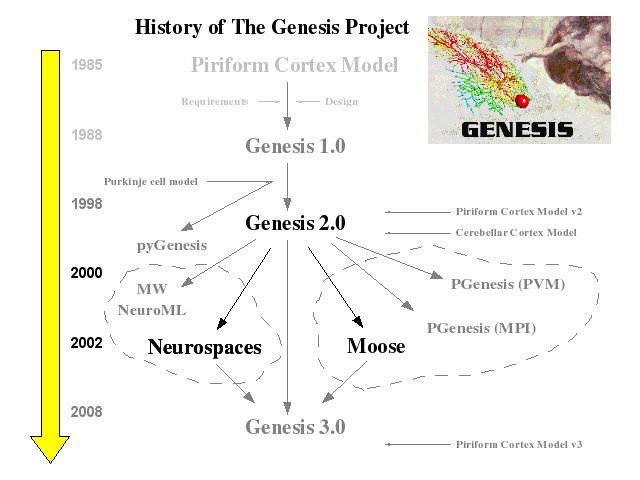 History of The Genesis Project
1985
Piriform Cortex Model
Requirements
Design
GENESIS
1988
Genesis 1.0
Purkinje cell model
1998
Genesis 2.0
Piriform Cortex Model v2
Cerebellar Cortex Model
pyGenesis
2000
MW
NeuroML
PGenesis (PVM)
PGenesis (MPI)
2002
Neurospaces
Moose
2008
Genesis 3.0
Piriform Cortex Model v3